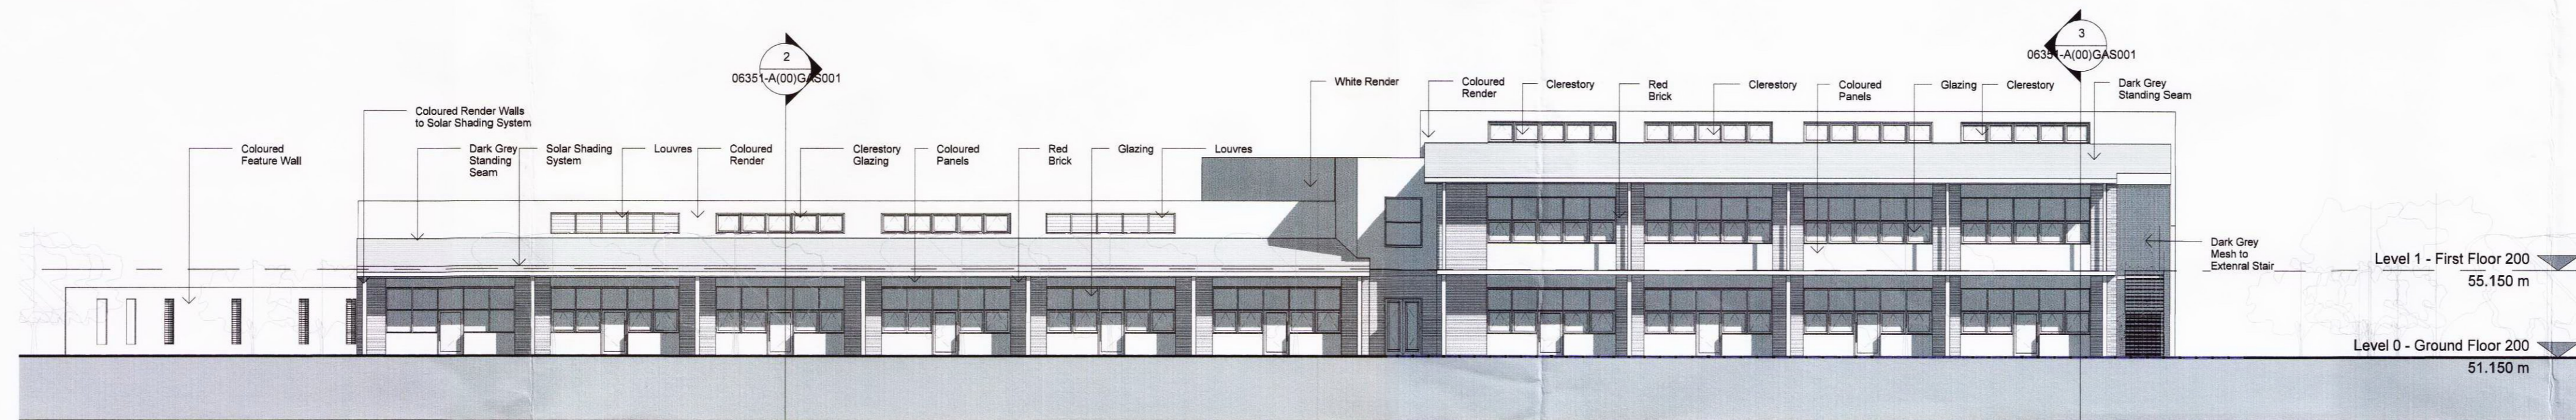 2
06351-A(00)GAS001
3
06351-A(00)GAS001
White Render
Coloured
Render
Clerestory
Red
Brick
Clerestory
Coloured
Panels
Glazing
Clerestory
Dark Grey
Standing Seam
Coloured Render Walls
to Solar Shading System
Coloured
Feature Wall
Dark Grey
Standing
Seam
Solar Shading
System
Louvres
Coloured
Render
Clerestory
Glazing
Coloured
Panels
Red
Brick
Glazing
Louvres
Dark Grey
Mesh to
Extenral Stair
Level 1 - First Floor 200
55.150 m
Level 0 - Ground Floor 200
51.150 m